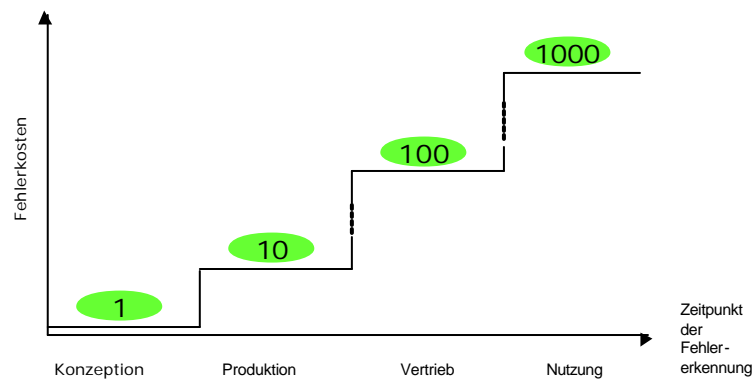 1000
100
10
1
Fehlerkosten
Konzeption
Produktion
Vertrieb
Nutzung
Zeitpunkt
der
Fehler-
erkennung